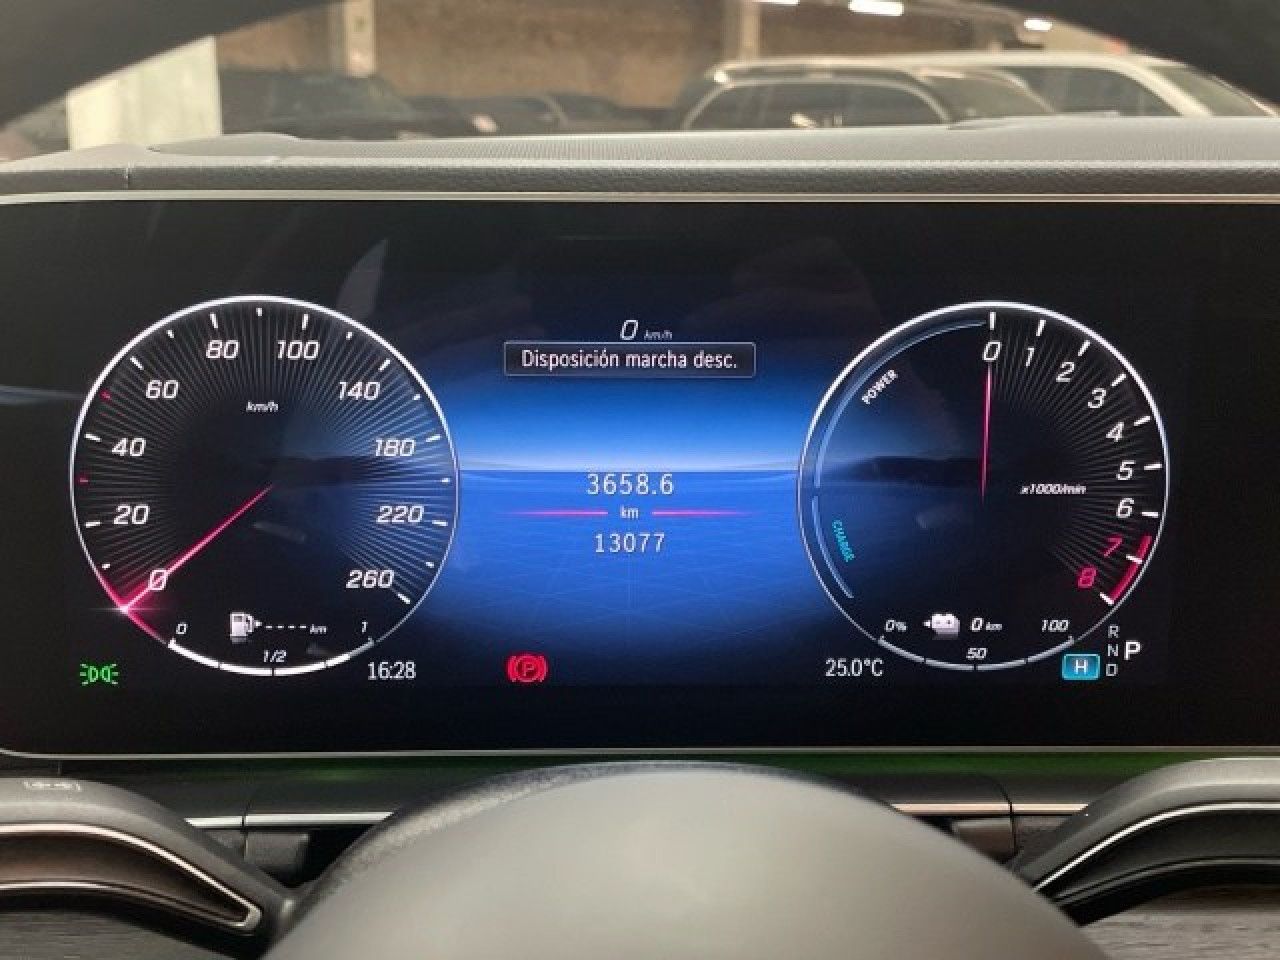 0 km/h
Disposición marcha desc.
80 100
60 140
km/h
40 180
20 220
0 260
0 ---- km 1
1/2
16:28
3658.6
km
13077
POWER
CHARGE
0 1 2 3 4 5 6 7 8
x1000/min
0% 0 km 100
50
25.0°C
P
H
R
N P
D